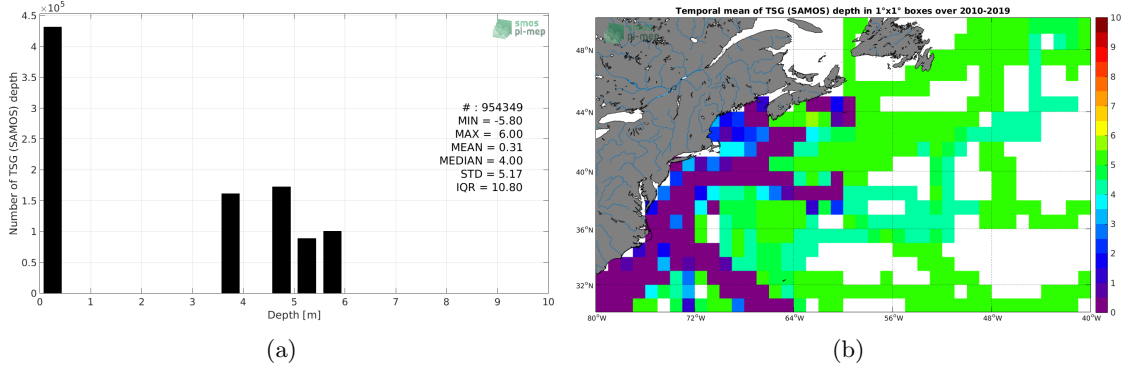 ×10⁵
4.5
4
3.5
3
2.5
2
1.5
1
0.5
0
Number of TSG (SAMOS) depth
smos
pi-mep
# : 954349
MIN = -5.80
MAX = 6.00
MEAN = 0.31
MEDIAN = 4.00
STD = 5.17
IQR = 10.80
0 1 2 3 4 5 6 7 8 9 10
Depth [m]
(a)
Temporal mean of TSG (SAMOS) depth in 1°x1° boxes over 2010-2019
smos
pi-mep
48°N
44°N
40°N
36°N
32°N
80°W 72°W 64°W 56°W 48°W 40°W
10
9
8
7
6
5
4
3
2
1
0
(b)